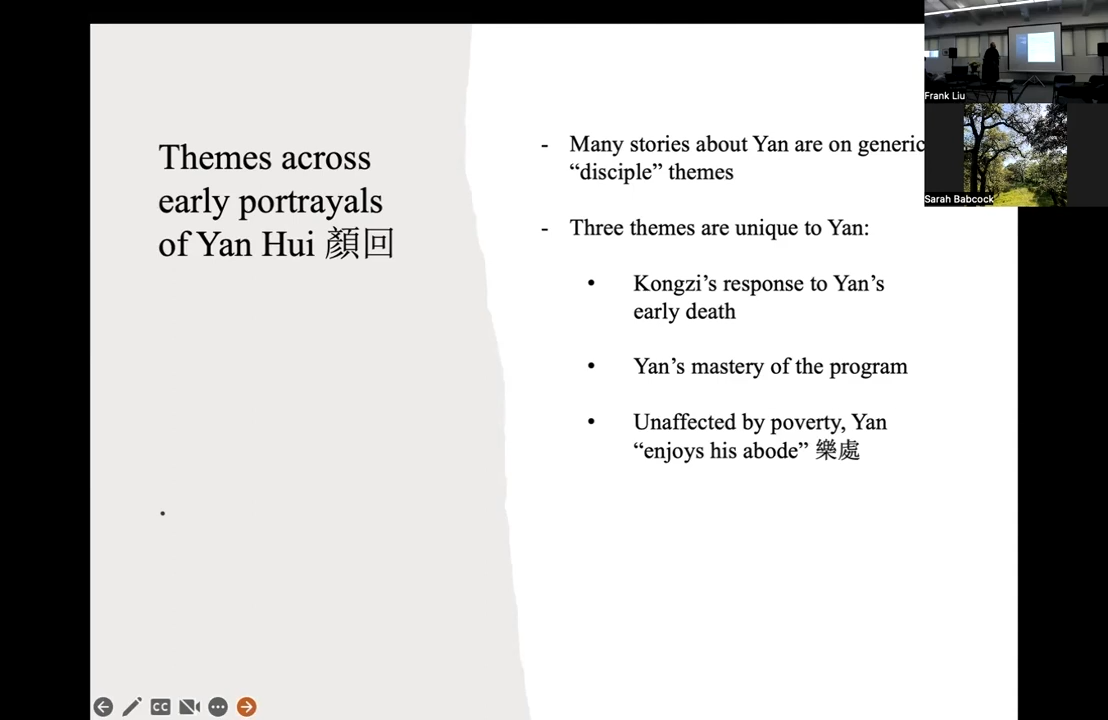 Themes across
early portrayals
of Yan Hui 顏回
- Many stories about Yan are on generic
“disciple” themes
- Three themes are unique to Yan:
• Kongzi’s response to Yan’s
early death
• Yan’s mastery of the program
• Unaffected by poverty, Yan
“enjoys his abode” 樂處
Frank Liu
Sarah Babcock
CC